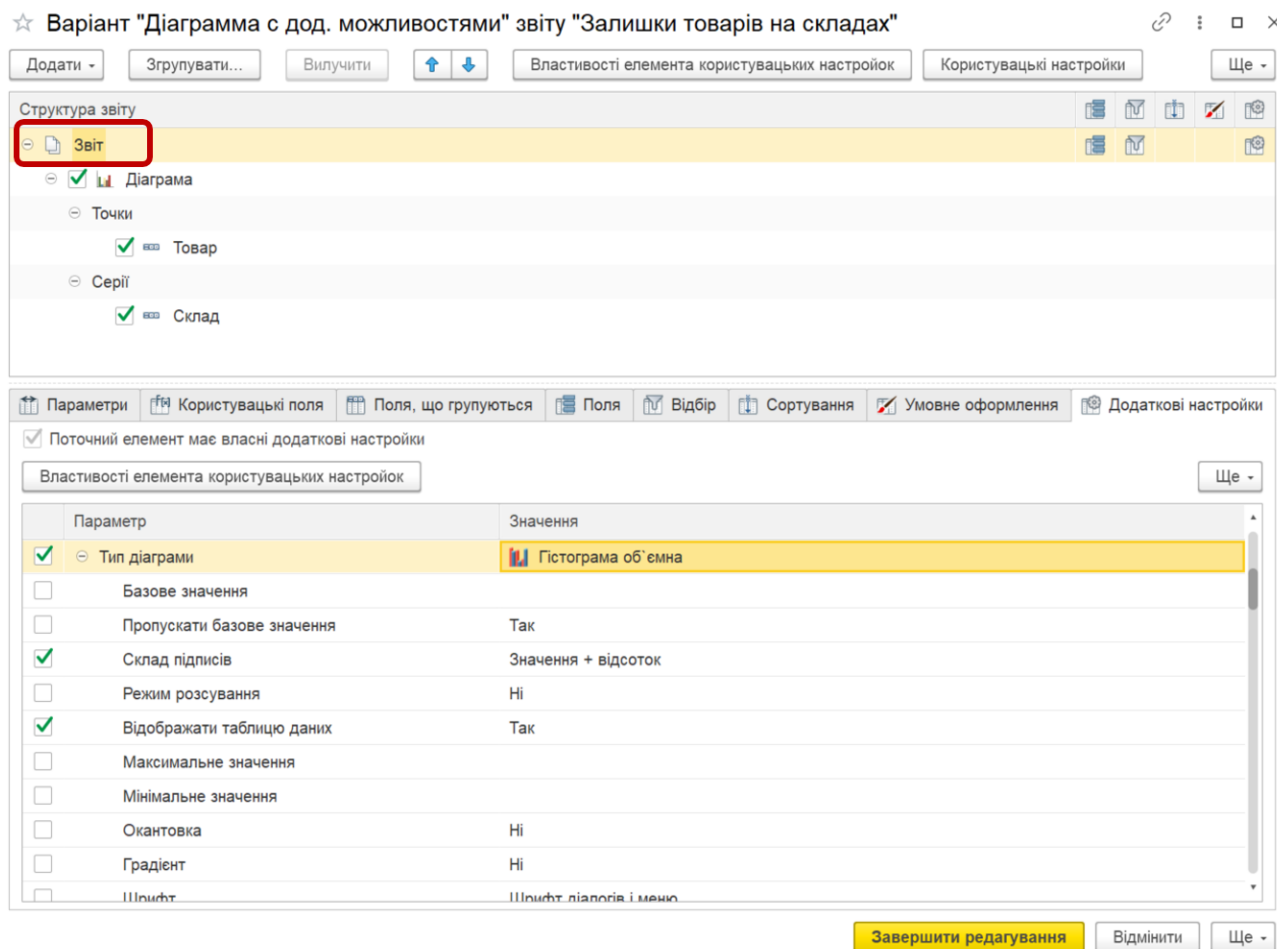 Варіант "Діаграмма с дод. можливостями" звіту "Залишки товарів на складах"
Додати Згрупувати... Вилучити Властивості елемента користувацьких настройок Користувацькі настройки Ще
Структура звіту
Звіт
Діаграма
Точки
Товар
Серії
Склад
Параметри Користувацькі поля Поля, що групуються Поля Відбір Сортування Умовне оформлення Додаткові настройки
Поточний елемент має власні додаткові настройки
Властивості елемента користувацьких настройок Ще
Параметр Значення
Тип діаграми Гістограма об`ємна
Базове значення
Пропускати базове значення Так
Склад підписів Значення + відсоток
Режим розсування Ні
Відображати таблицю даних Так
Максимальне значення
Мінімальне значення
Окантовка Ні
Градієнт Ні
Шрифт Шрифт діалогів і меню
Завершити редагування Відмінити Ще